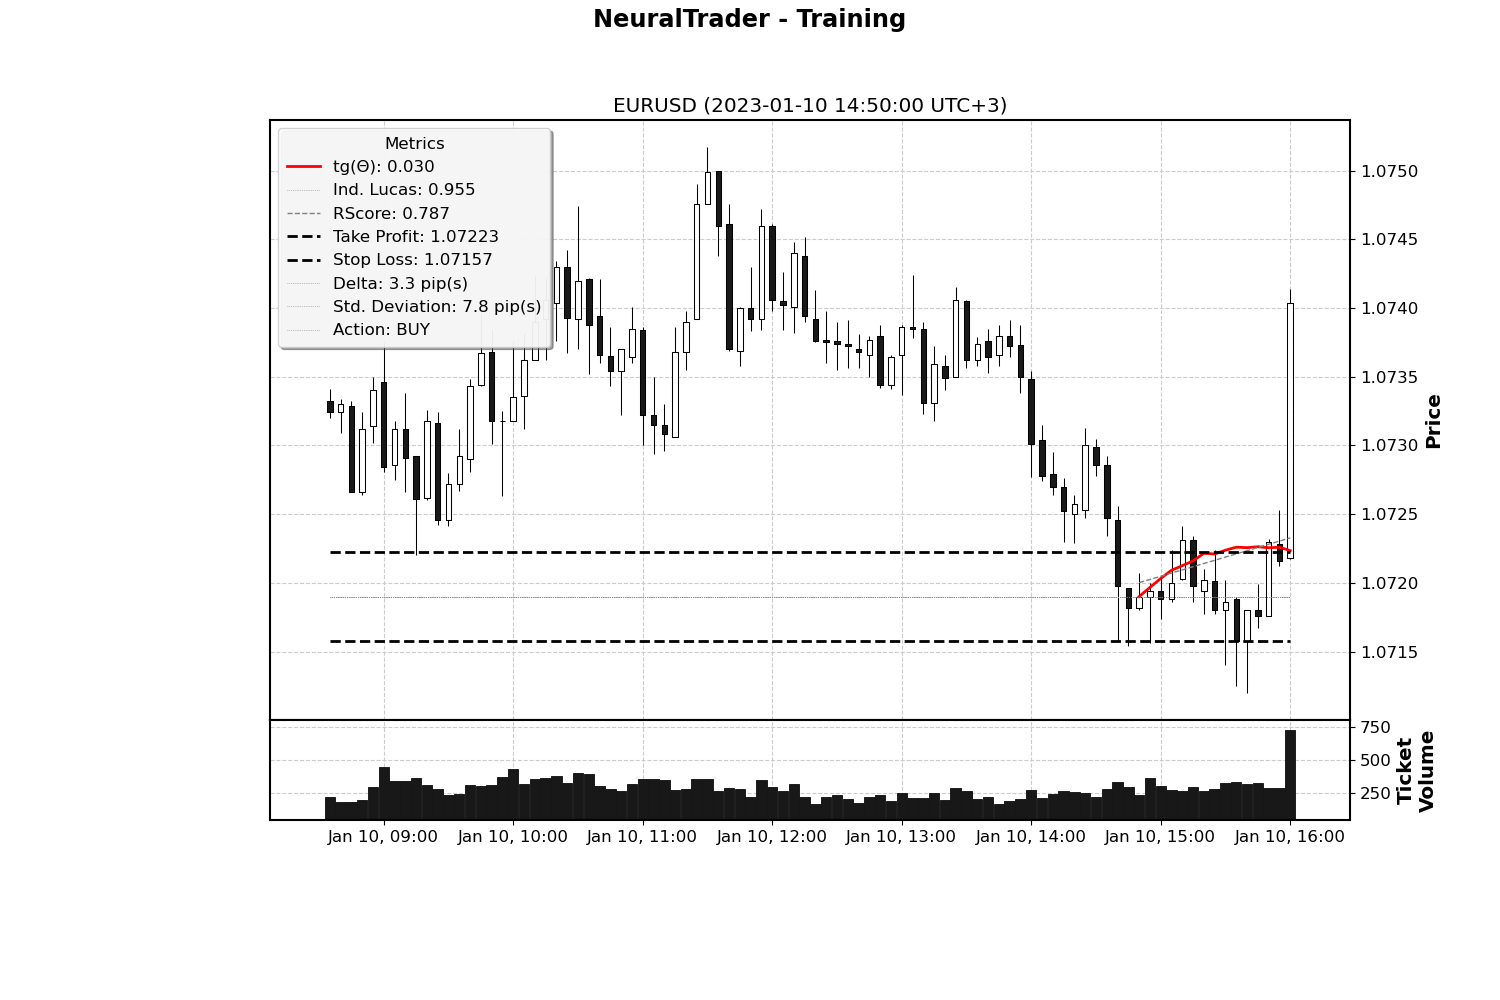 NeuralTrader - Training
EURUSD (2023-01-10 14:50:00 UTC+3)
Metrics
tg(Θ): 0.030
Ind. Lucas: 0.955
RScore: 0.787
Take Profit: 1.07223
Stop Loss: 1.07157
Delta: 3.3 pip(s)
Std. Deviation: 7.8 pip(s)
Action: BUY
1.0750
1.0745
1.0740
1.0735
1.0730
1.0725
1.0720
1.0715
Price
750
500
250
Ticket
Volume
Jan 10, 09:00
Jan 10, 10:00
Jan 10, 11:00
Jan 10, 12:00
Jan 10, 13:00
Jan 10, 14:00
Jan 10, 15:00
Jan 10, 16:00